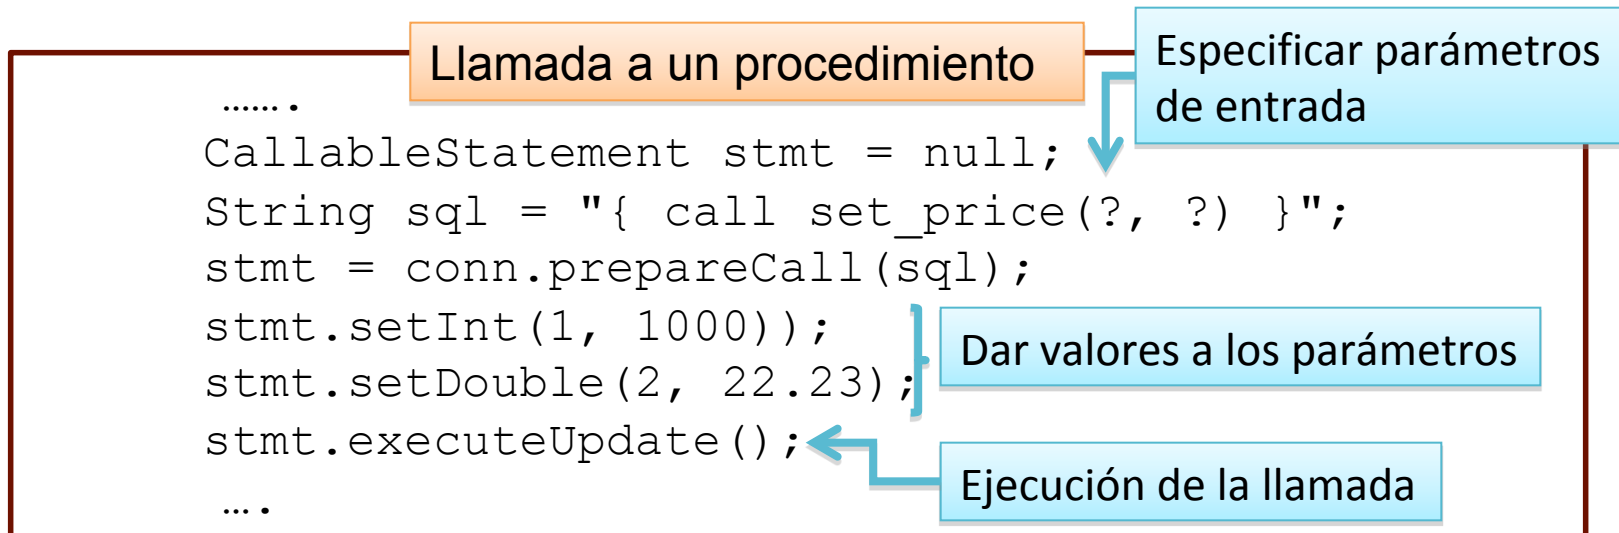 Llamada a un procedimiento
Especificar parámetros
de entrada
…….
CallableStatement stmt = null;
String sql = "{ call set_price(?, ?) }";
stmt = conn.prepareCall(sql);
stmt.setInt(1, 1000));
stmt.setDouble(2, 22.23);
Dar valores a los parámetros
stmt.executeUpdate();
Ejecución de la llamada
….